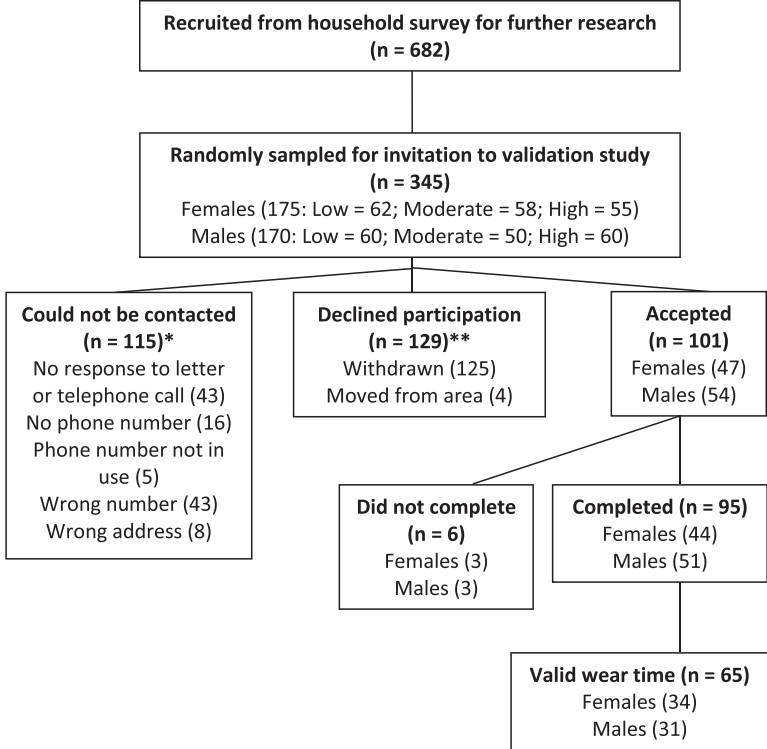 Recruited from household survey for further research
(n = 682)
Randomly sampled for invitation to validation study
(n = 345)
Females (175: Low = 62; Moderate = 58; High = 55)
Males (170: Low = 60; Moderate = 50; High = 60)
Could not be contacted
(n = 115)*
No response to letter
or telephone call (43)
No phone number (16)
Phone number not in
use (5)
Wrong number (43)
Wrong address (8)
Declined participation
(n = 129)**
Withdrawn (125)
Moved from area (4)
Accepted
(n = 101)
Females (47)
Males (54)
Did not complete
(n = 6)
Females (3)
Males (3)
Completed (n = 95)
Females (44)
Males (51)
Valid wear time (n = 65)
Females (34)
Males (31)